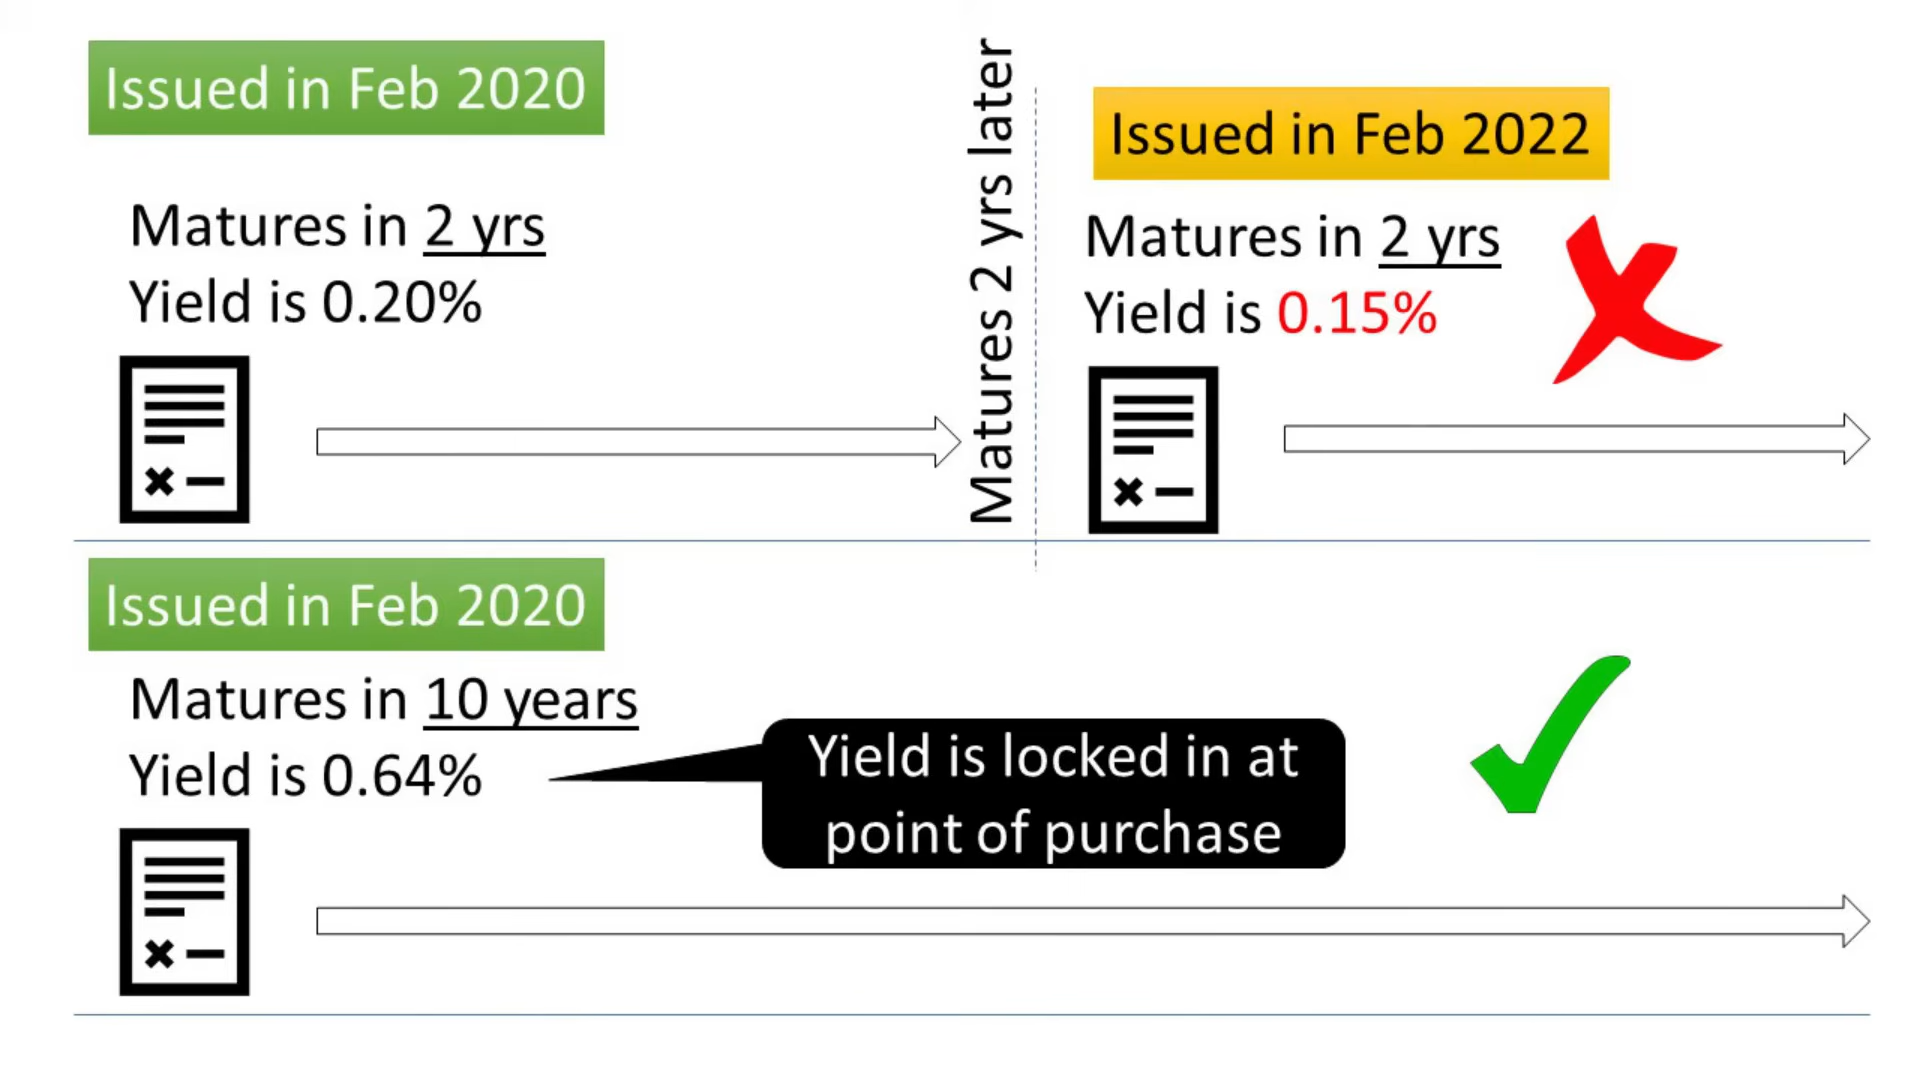 Issued in Feb 2020
Matures in 2 yrs
Yield is 0.20%
Matures 2 yrs later
Issued in Feb 2022
Matures in 2 yrs
Yield is 0.15%
Issued in Feb 2020
Matures in 10 years
Yield is 0.64%
Yield is locked in at
point of purchase